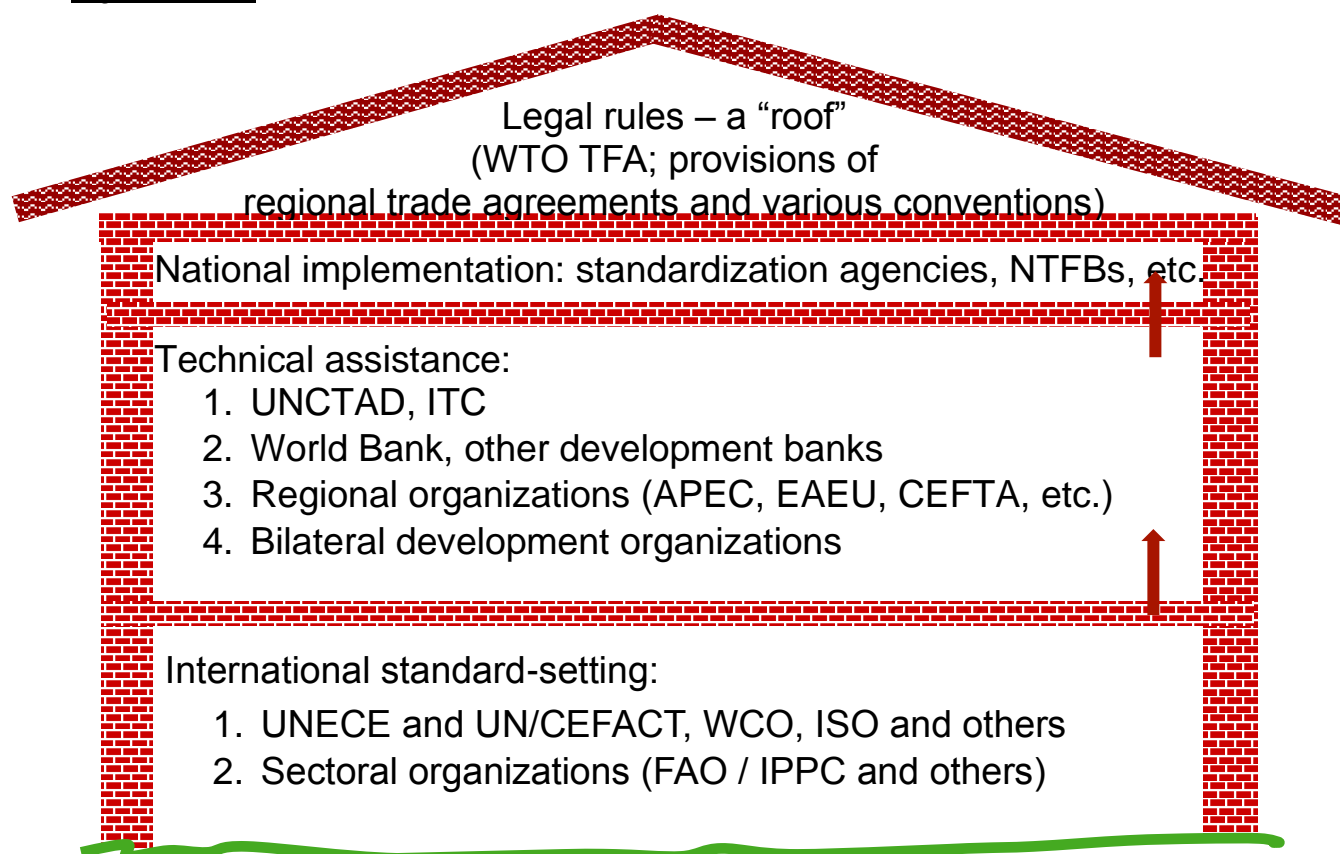 Legal rules – a “roof”
(WTO TFA; provisions of
regional trade agreements and various conventions)
National implementation: standardization agencies, NTFBs, etc.
Technical assistance:
1. UNCTAD, ITC
2. World Bank, other development banks
3. Regional organizations (APEC, EAEU, CEFTA, etc.)
4. Bilateral development organizations
International standard-setting:
1. UNECE and UN/CEFACT, WCO, ISO and others
2. Sectoral organizations (FAO / IPPC and others)